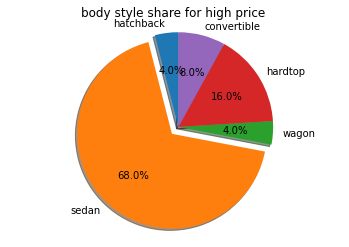 body style share for high price
hatchback
convertible
4.0%
8.0%
hardtop
16.0%
4.0%
wagon
68.0%
sedan